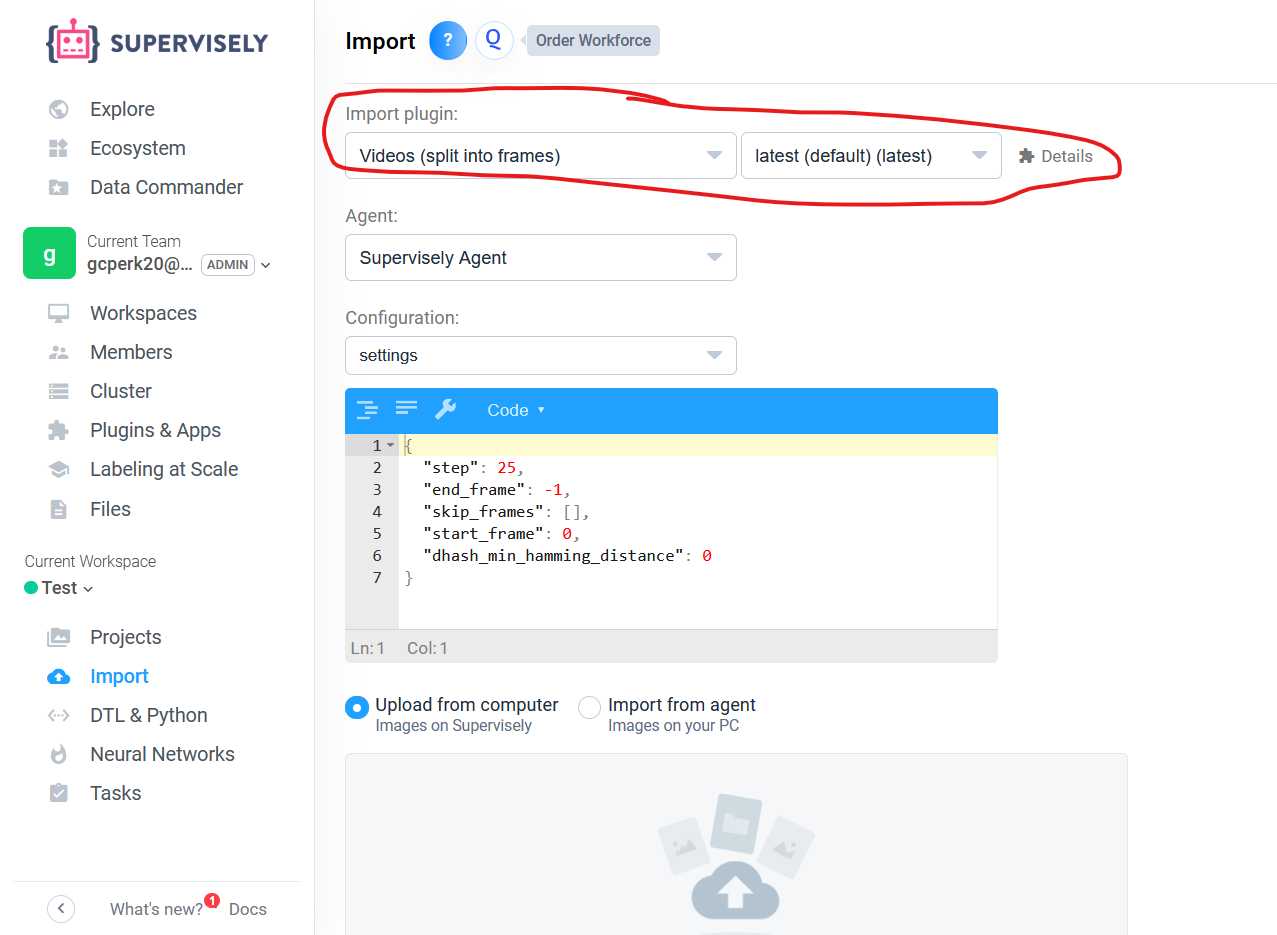 SUPERVISELY
Explore
Ecosystem
Data Commander
g
Current Team
gcperk20@... ADMIN
Workspaces
Members
Cluster
Plugins & Apps
Labeling at Scale
Files
Current Workspace
Test
Projects
Import
DTL & Python
Neural Networks
Tasks
What's new? 1 Docs
Import ? Q Order Workforce
Import plugin:
Videos (split into frames) latest (default) (latest) Details
Agent:
Supervisely Agent
Configuration:
settings
Code
1 {
2 "step": 25,
3 "end_frame": -1,
4 "skip_frames": [],
5 "start_frame": 0,
6 "dhash_min_hamming_distance": 0
7 }
Ln: 1 Col: 1
Upload from computer
Images on Supervisely
Import from agent
Images on your PC